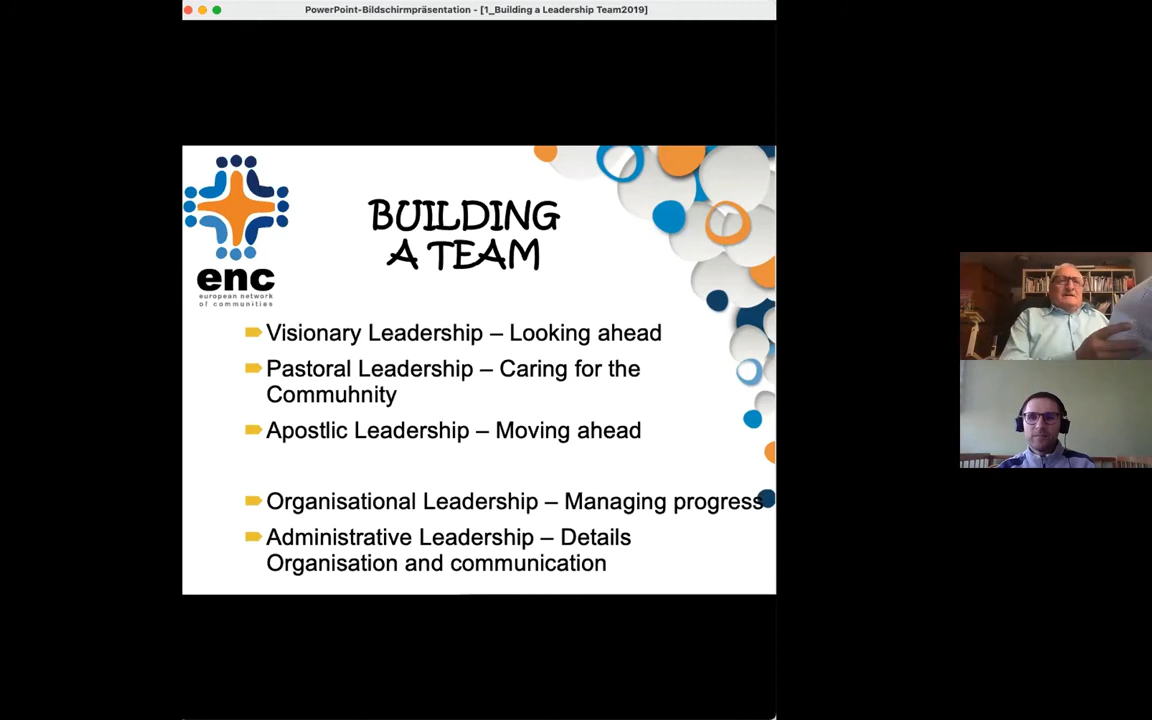 PowerPoint-Bildschirmpräsentation - [1_Building a Leadership Team2019]
enc
european network
of communities
BUILDING
A TEAM
Visionary Leadership – Looking ahead
Pastoral Leadership – Caring for the
Commuhnity
Apostlic Leadership – Moving ahead
Organisational Leadership – Managing progress
Administrative Leadership – Details
Organisation and communication